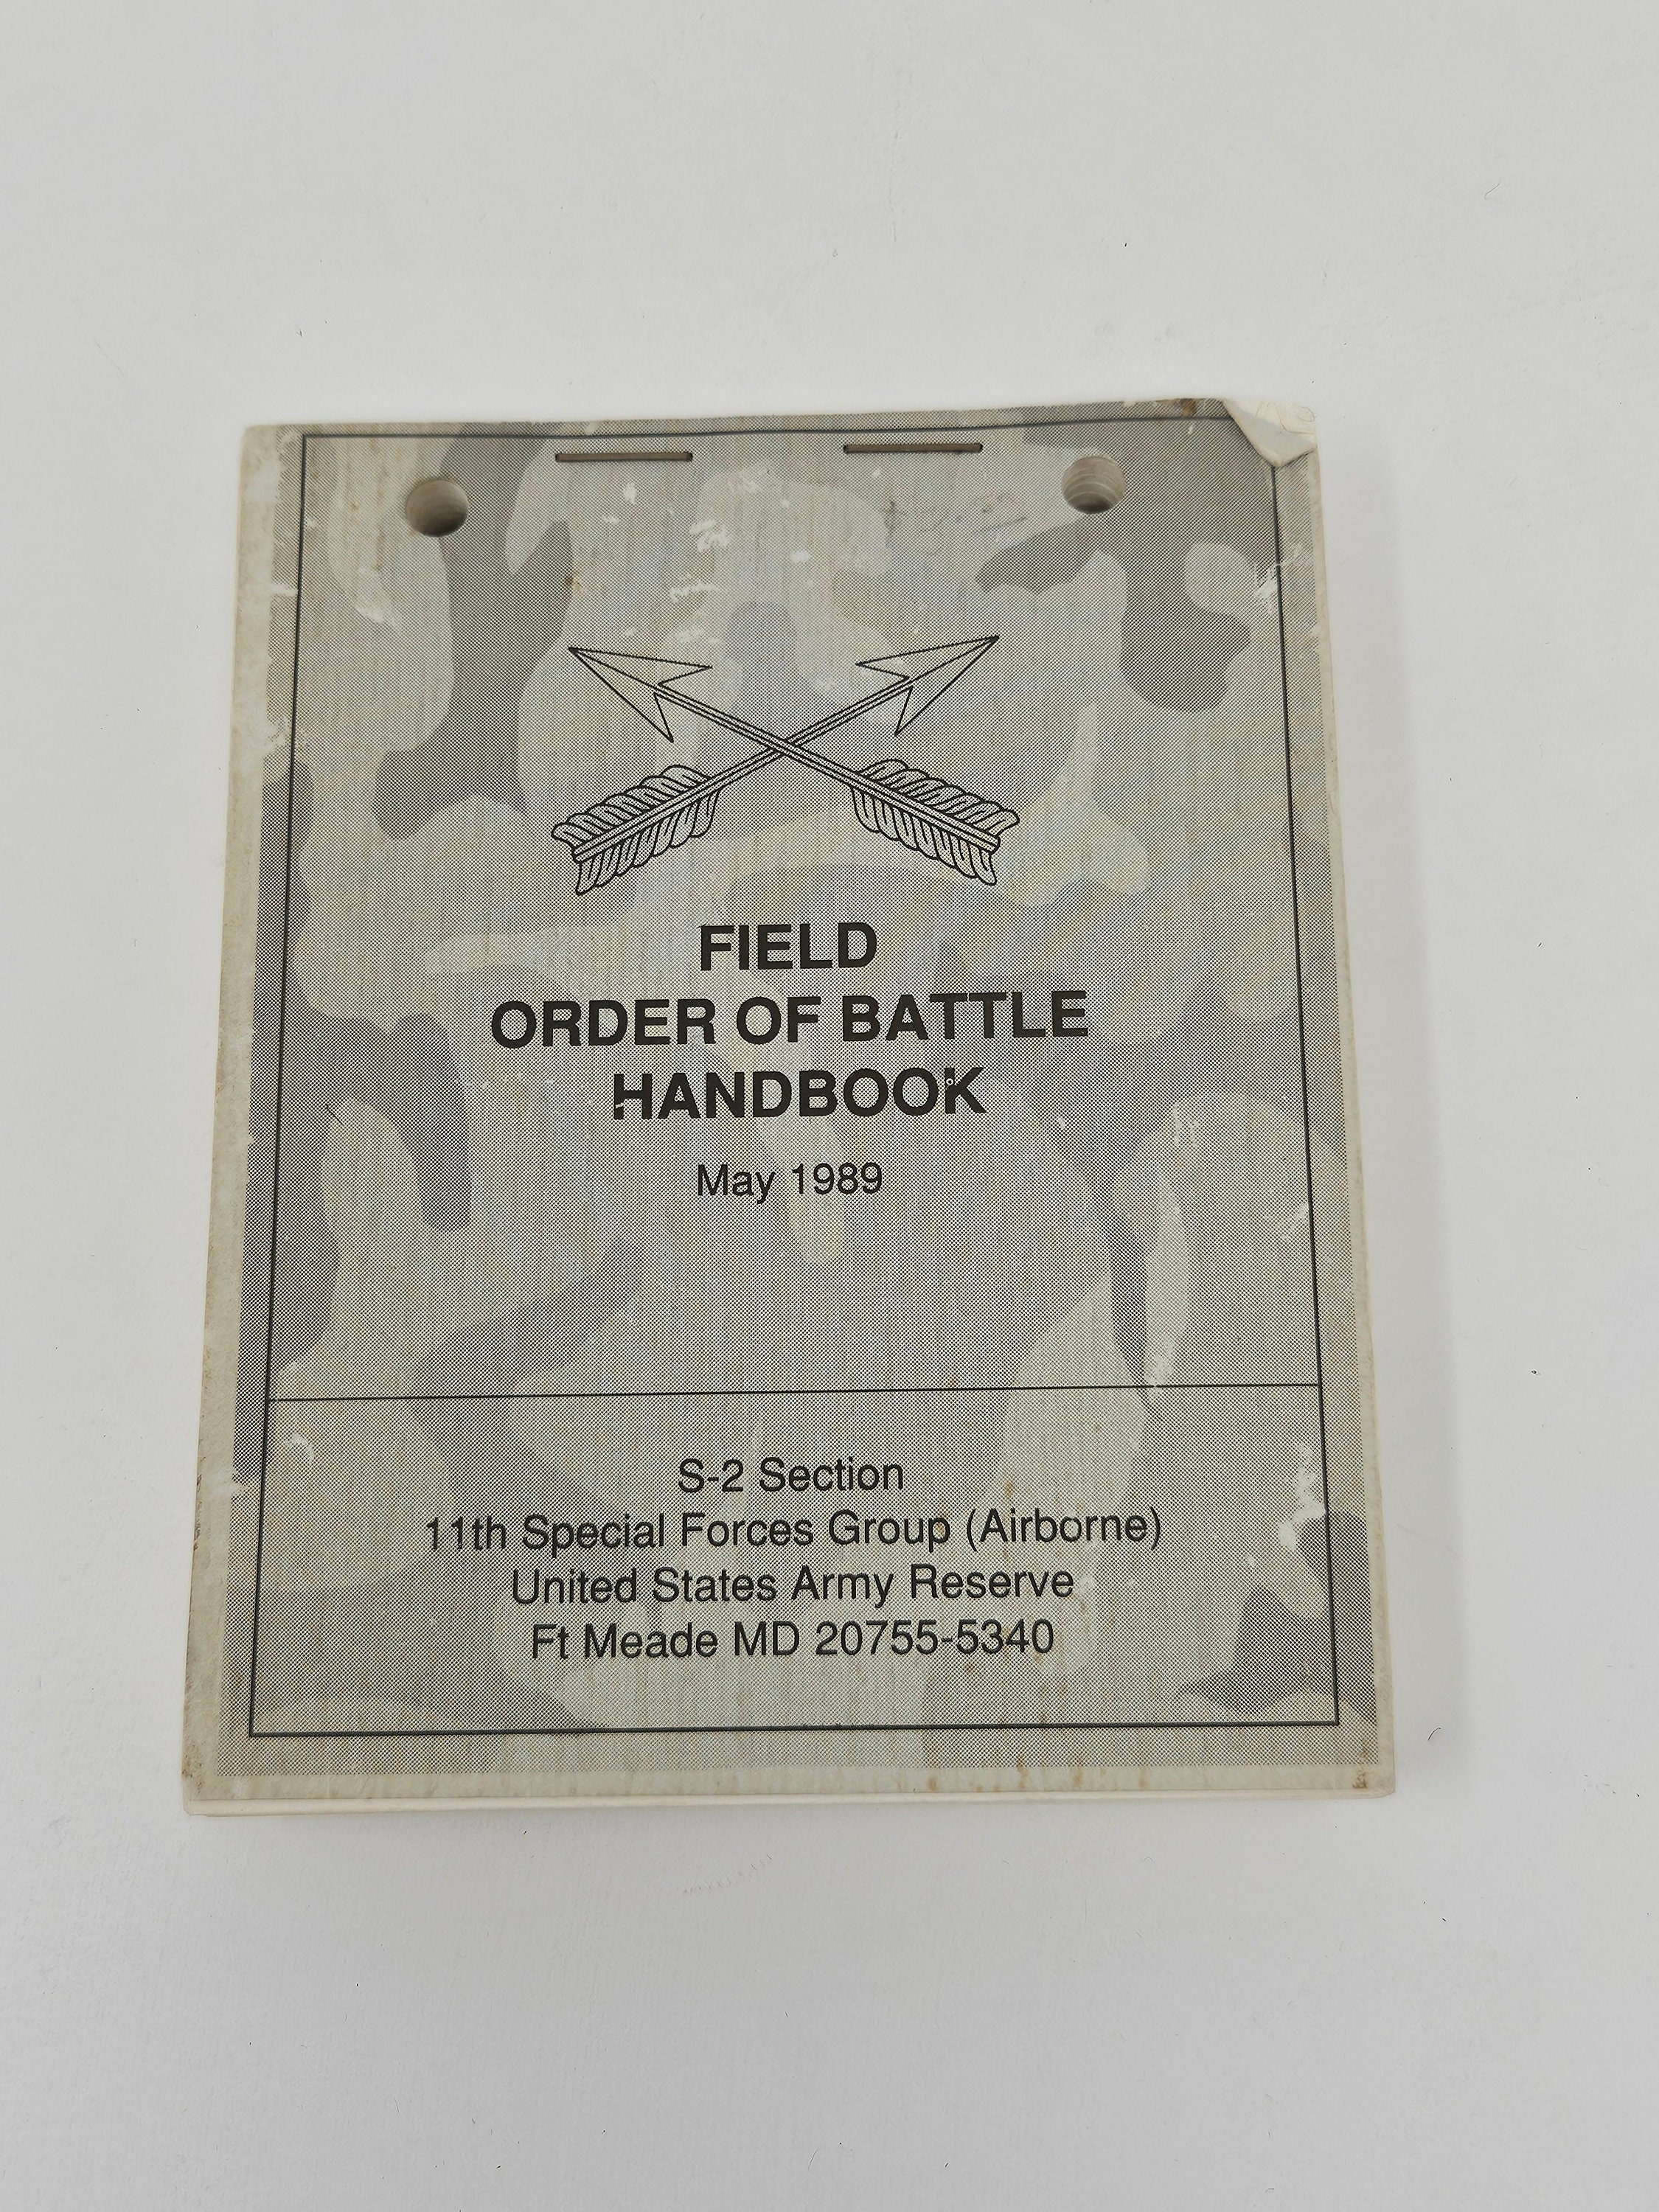 FIELD
ORDER OF BATTLE
HANDBOOK
May 1989
S-2 Section
11th Special Forces Group (Airborne)
United States Army Reserve
Ft Meade MD 20755-5340